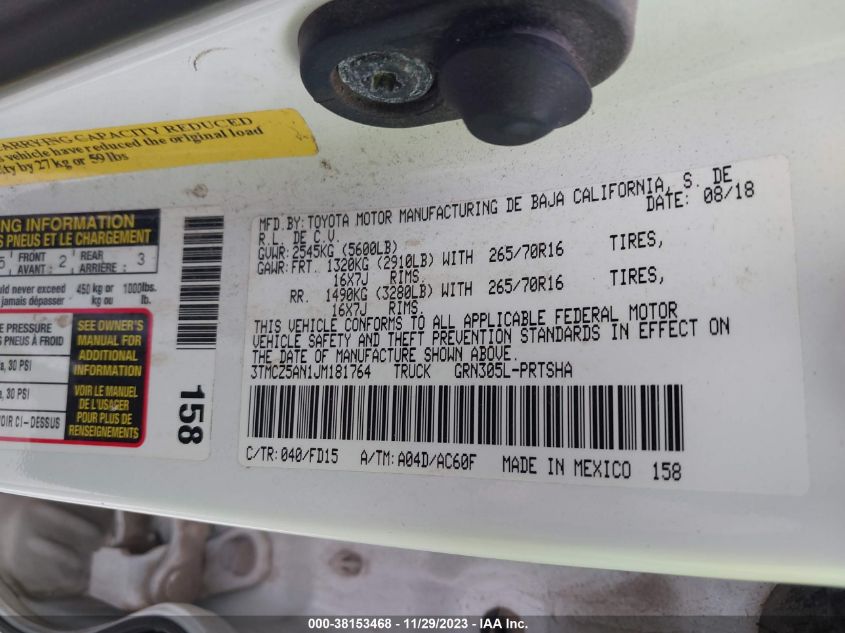 CARRYING CAPACITY REDUCED
vehicle have reduced the original load
by 27 kg or 59 lbs
INFORMATION
PNEUS ET LE CHARGEMENT
FRONT 2 REAR 3
AVANT : ARRIÈRE :
never exceed 450 kg or 1000lbs.
jamais dépasser kg ou lb.
PRESSURE
PNEUS À FROID
30 PSI
30 PSI
VOIR CI-DESSUS
SEE OWNER'S
MANUAL FOR
ADDITIONAL
INFORMATION
VOIR LE MANUEL
DE L'USAGER
POUR PLUS DE
RENSEIGNEMENTS
158
MFD.BY:TOYOTA MOTOR MANUFACTURING DE BAJA CALIFORNIA, S. DE
R.L. DE C.V. DATE: 08/18
GVWR:2545KG (5600LB)
GAWR:FRT. 1320KG (2910LB) WITH 265/70R16 TIRES,
16X7J RIMS.
RR. 1490KG (3280LB) WITH 265/70R16 TIRES,
16X7J RIMS.
THIS VEHICLE CONFORMS TO ALL APPLICABLE FEDERAL MOTOR
VEHICLE SAFETY AND THEFT PREVENTION STANDARDS IN EFFECT ON
THE DATE OF MANUFACTURE SHOWN ABOVE.
3TMCZ5AN1JM181764 TRUCK GRN305L-PRTSHA
C/TR:040/FD15 A/TM:A04D/AC60F MADE IN MEXICO 158
000-38153468 - 11/29/2023 - IAA Inc.